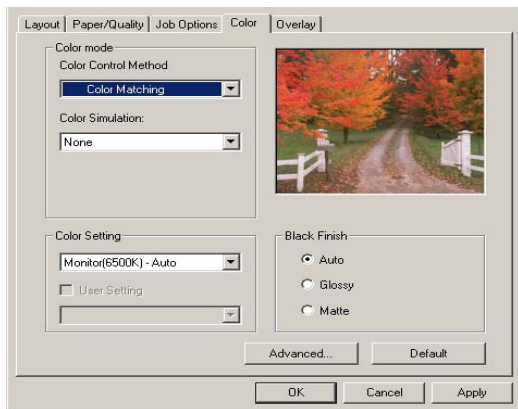 Layout Paper/Quality Job Options Color Overlay
Color mode
Color Control Method
Color Matching
Color Simulation:
None
Color Setting
Monitor(6500K) - Auto
User Setting
Black Finish
Auto
Glossy
Matte
Advanced... Default
OK Cancel Apply